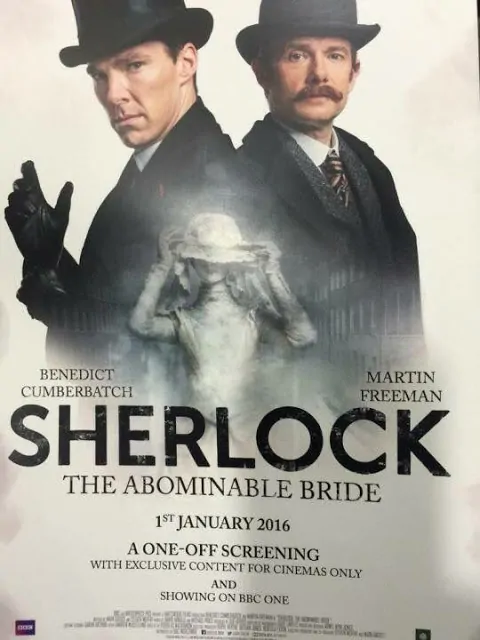 BENEDICT
CUMBERBATCH
MARTIN
FREEMAN
SHERLOCK
THE ABOMINABLE BRIDE
1ST JANUARY 2016
A ONE-OFF SCREENING
WITH EXCLUSIVE CONTENT FOR CINEMAS ONLY
AND
SHOWING ON BBC ONE
BBC